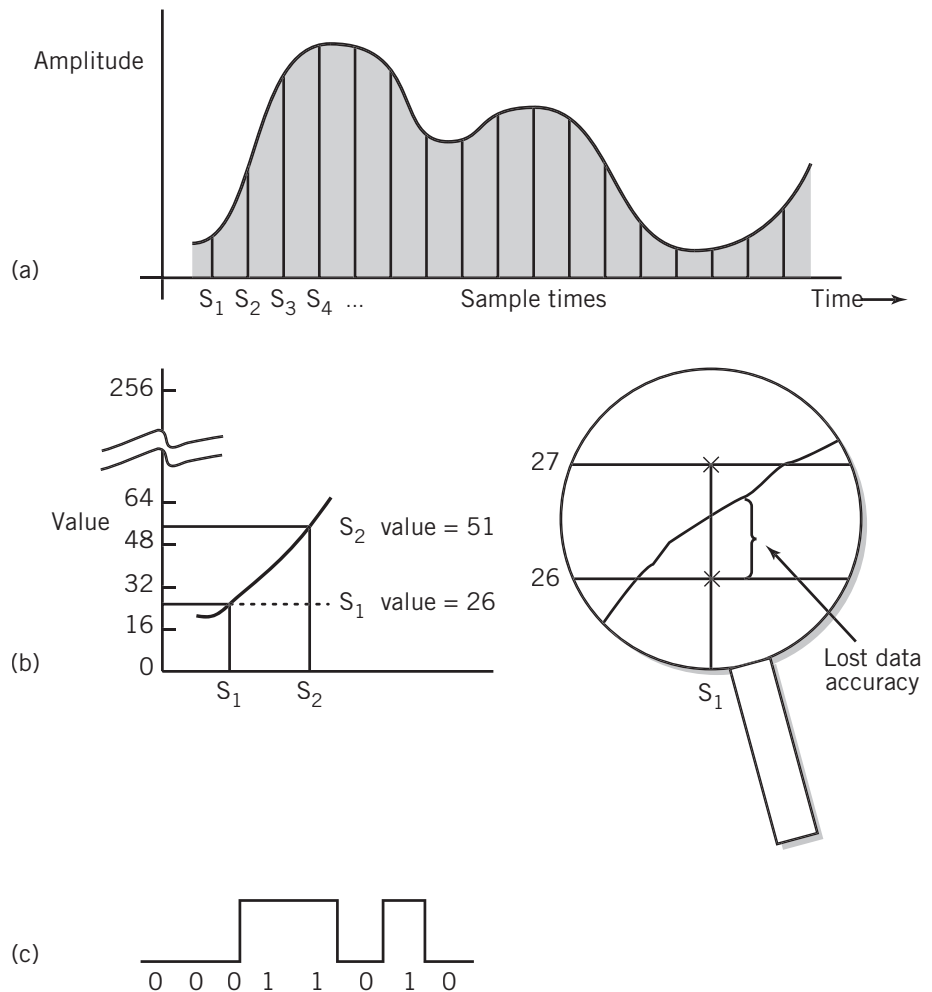 Amplitude
(a)
S1 S2 S3 S4 ... Sample times Time
256
64
Value
48
32
16
0
S2 value = 51
S1 value = 26
(b)
S1 S2
27
26
Lost data
accuracy
S1
(c)
0 0 0 1 1 0 1 0